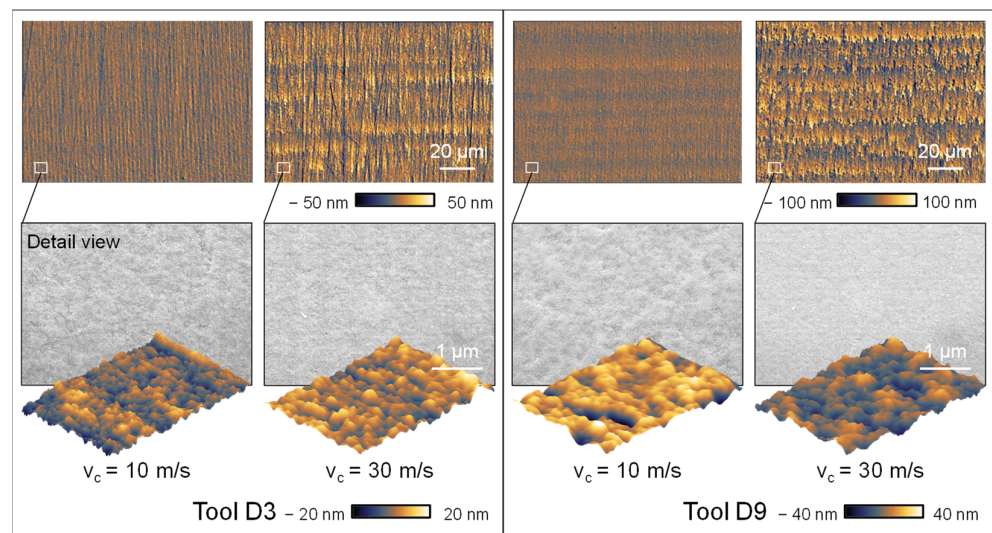 20 µm
20 µm
– 50 nm 50 nm
– 100 nm 100 nm
Detail view
1 µm
1 µm
v_c = 10 m/s
v_c = 30 m/s
v_c = 10 m/s
v_c = 30 m/s
Tool D3 – 20 nm 20 nm
Tool D9 – 40 nm 40 nm